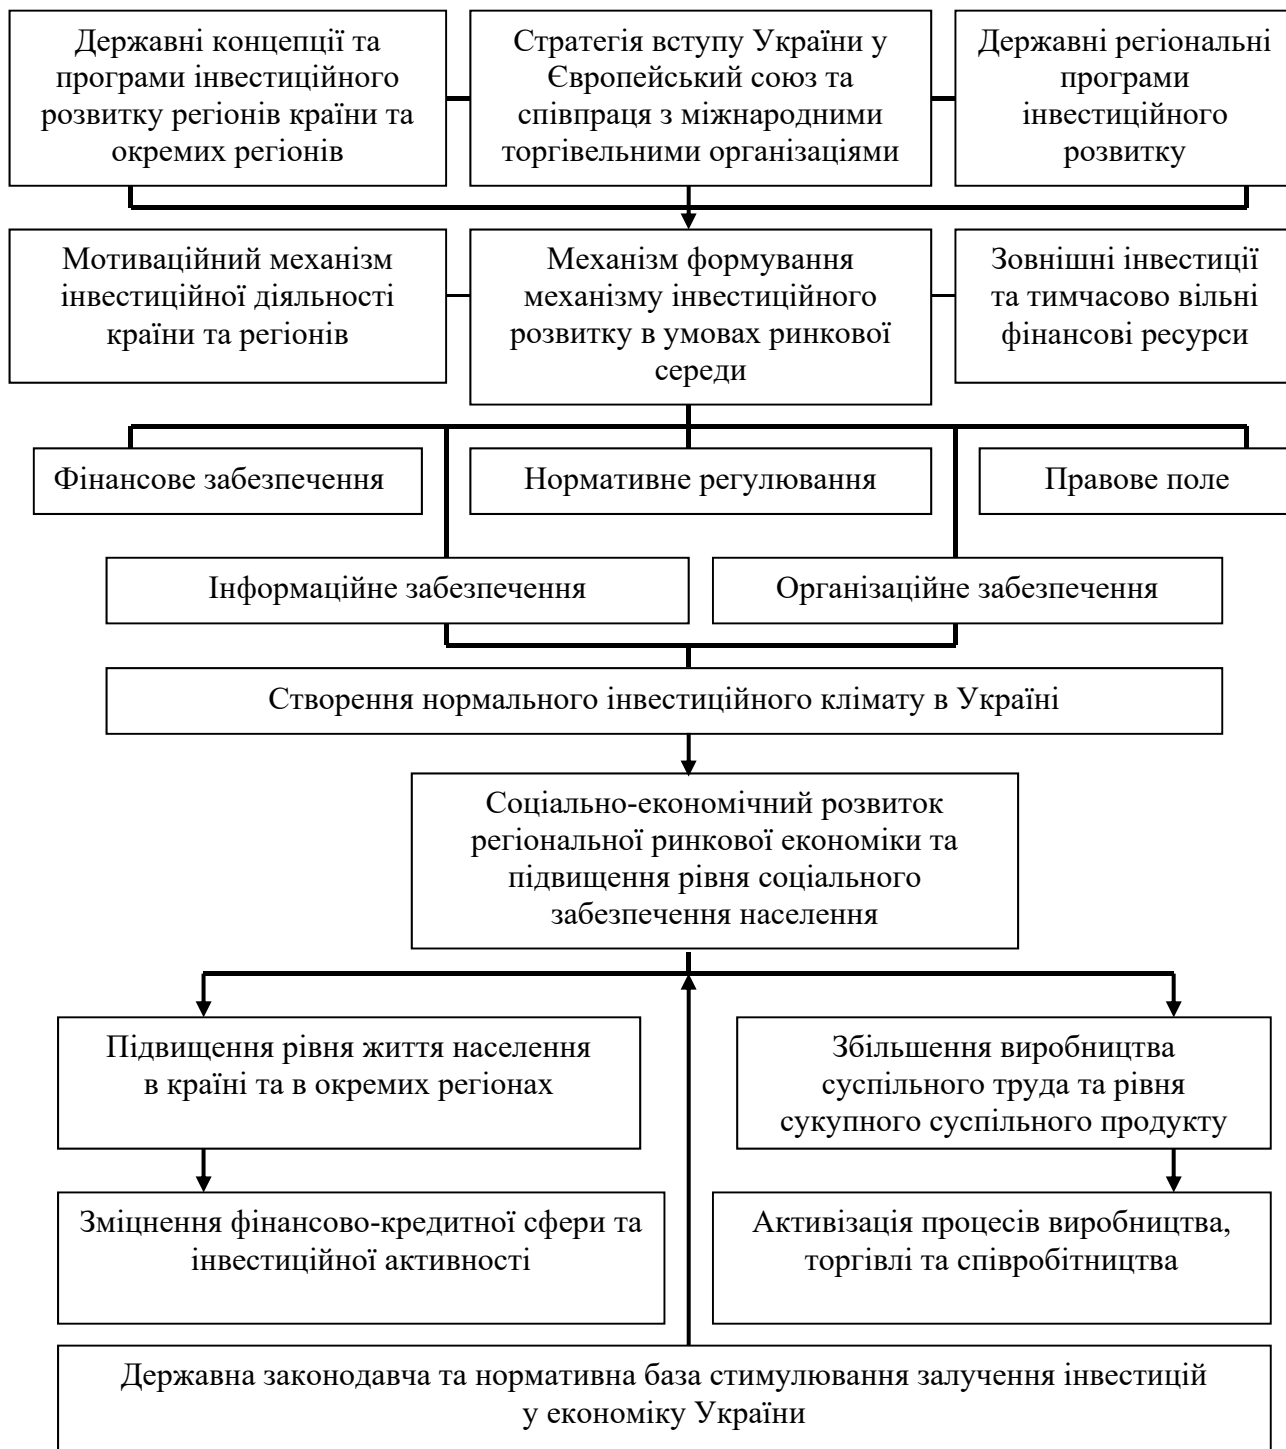 Державні концепції та
програми інвестиційного
розвитку регіонів країни та
окремих регіонів
Стратегія вступу України у
Європейський союз та
співпраця з міжнародними
торгівельними організаціями
Державні регіональні
програми
інвестиційного
розвитку
Мотиваційний механізм
інвестиційної діяльності
країни та регіонів
Механізм формування
механізму інвестиційного
розвитку в умовах ринкової
середи
Зовнішні інвестиції
та тимчасово вільні
фінансові ресурси
Фінансове забезпечення
Нормативне регулювання
Правове поле
Інформаційне забезпечення
Організаційне забезпечення
Створення нормального інвестиційного клімату в Україні
Соціально-економічний розвиток
регіональної ринкової економіки та
підвищення рівня соціального
забезпечення населення
Підвищення рівня життя населення
в країні та в окремих регіонах
Збільшення виробництва
суспільного труда та рівня
сукупного суспільного продукту
Зміцнення фінансово-кредитної сфери та
інвестиційної активності
Активізація процесів виробництва,
торгівлі та співробітництва
Державна законодавча та нормативна база стимулювання залучення інвестицій
у економіку України